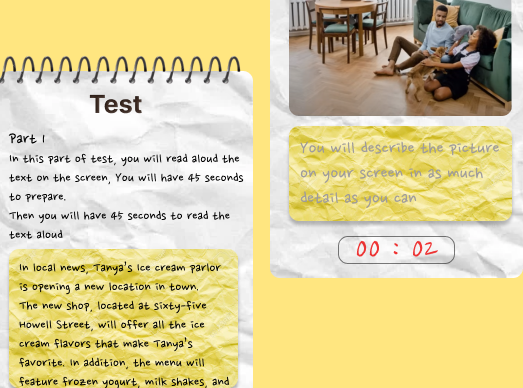 Test
Part 1
In this part of test, you will read aloud the
text on the screen, You will have 45 seconds
to prepare.
Then you will have 45 seconds to read the
text aloud
In local news, Tanya's Ice cream parlor
is opening a new location in town.
The new shop, located at sixty-five
Howell Street, will offer all the ice
cream flavors that make Tanya's
favorite. In addition, the menu will
feature frozen yogurt, milk shakes, and
You will describe the picture
on your screen in as much
detail as you can
00 : 02